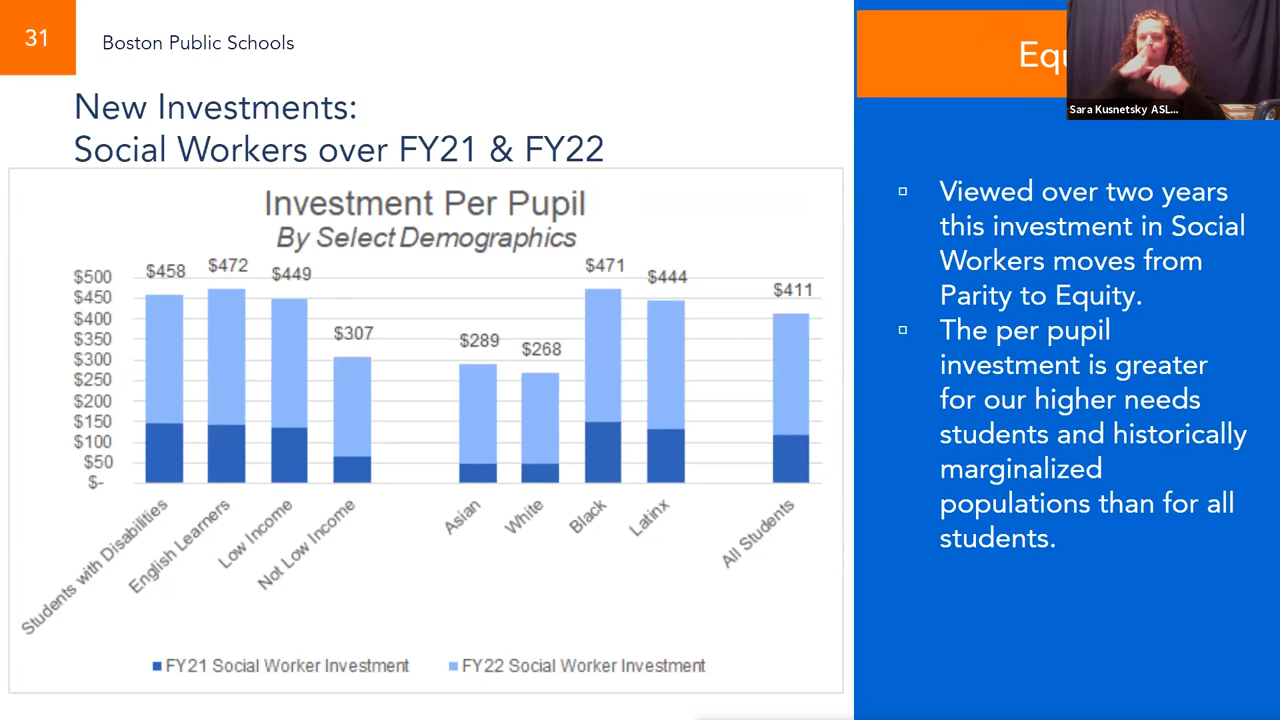 31
Boston Public Schools
New Investments:
Social Workers over FY21 & FY22
Investment Per Pupil
By Select Demographics
$500
$450
$400
$350
$300
$250
$200
$150
$100
$50
$-
$458
$472
$449
$307
$289
$268
$471
$444
$411
Students with Disabilities
English Learners
Low Income
Not Low Income
Asian
White
Black
Latinx
All Students
FY21 Social Worker Investment
FY22 Social Worker Investment
Sara Kusnetsky ASL...
Viewed over two years
this investment in Social
Workers moves from
Parity to Equity.
The per pupil
investment is greater
for our higher needs
students and historically
marginalized
populations than for all
students.